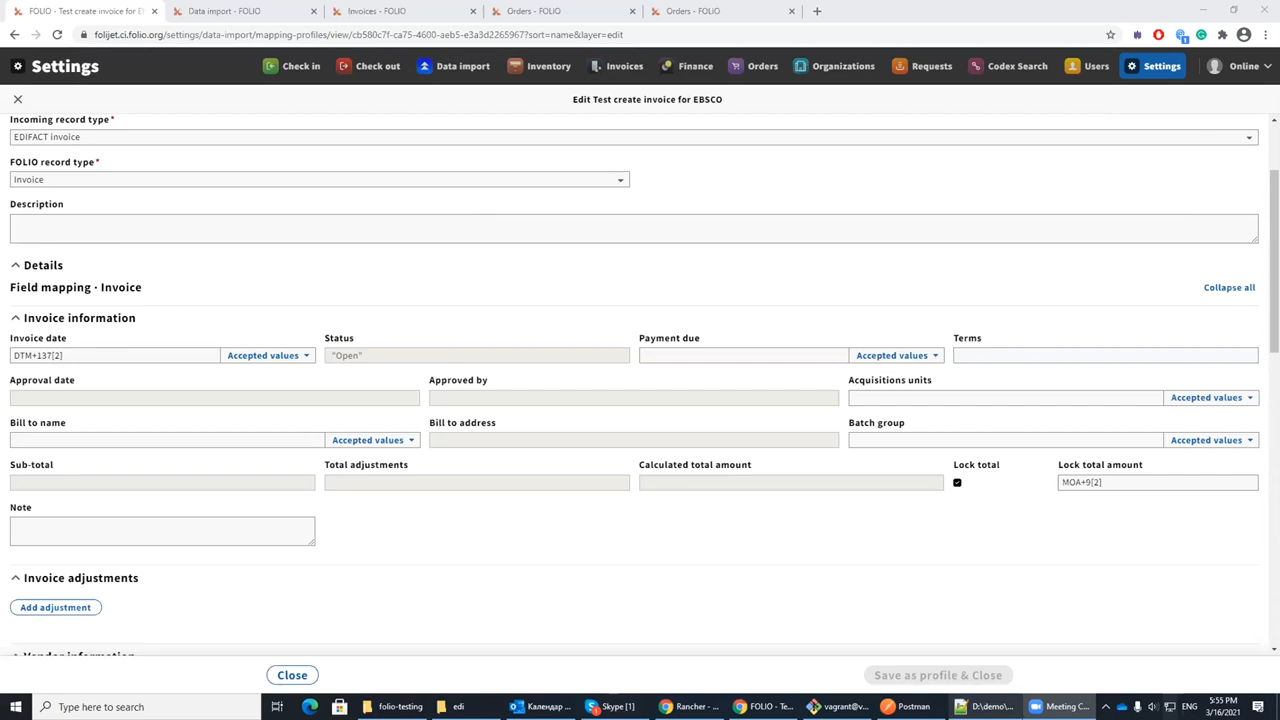 FOLIO - Test create invoice for E
Data import - FOLIO
Invoices - FOLIO
Orders - FOLIO
Orders - FOLIO
folijet.ci.folio.org/settings/data-import/mapping-profiles/view/cb580c7f-ca75-4600-aeb5-e3a3d2265967?sort=name&layer=edit
Settings
Check in
Check out
Data import
Inventory
Invoices
Finance
Orders
Organizations
Requests
Codex Search
Users
Settings
Online
Edit Test create invoice for EBSCO
Incoming record type*
EDIFACT invoice
FOLIO record type*
Invoice
Description
Details
Field mapping · Invoice
Collapse all
Invoice information
Invoice date
Status
Payment due
Terms
DTM+137[2]
Accepted values
"Open"
Accepted values
Approval date
Approved by
Acquisitions units
Accepted values
Bill to name
Bill to address
Batch group
Accepted values
Accepted values
Sub-total
Total adjustments
Calculated total amount
Lock total
Lock total amount
MOA+9[2]
Note
Invoice adjustments
Add adjustment
Close
Save as profile & Close
Type here to search
folio-testing
edi
Календар ...
Skype [1]
Rancher - ...
FOLIO - Te...
vagrant@v...
Postman
D:\demo\...
Meeting C...
5:55 PM
3/16/2021